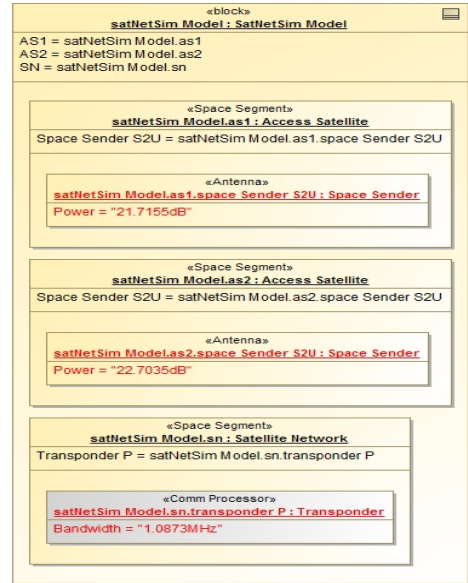 «block»
satNetSim Model : SatNetSim Model
AS1 = satNetSim Model.as1
AS2 = satNetSim Model.as2
SN = satNetSim Model.sn
«Space Segment»
satNetSim Model.as1 : Access Satellite
Space Sender S2U = satNetSim Model.as1.space Sender S2U
«Antenna»
satNetSim Model.as1.space Sender S2U : Space Sender
Power = "21.7155dB"
«Space Segment»
satNetSim Model.as2 : Access Satellite
Space Sender S2U = satNetSim Model.as2.space Sender S2U
«Antenna»
satNetSim Model.as2.space Sender S2U : Space Sender
Power = "22.7035dB"
«Space Segment»
satNetSim Model.sn : Satellite Network
Transponder P = satNetSim Model.sn.transponder P
«Comm Processor»
satNetSim Model.sn.transponder P : Transponder
Bandwidth = "1.0873MHz"